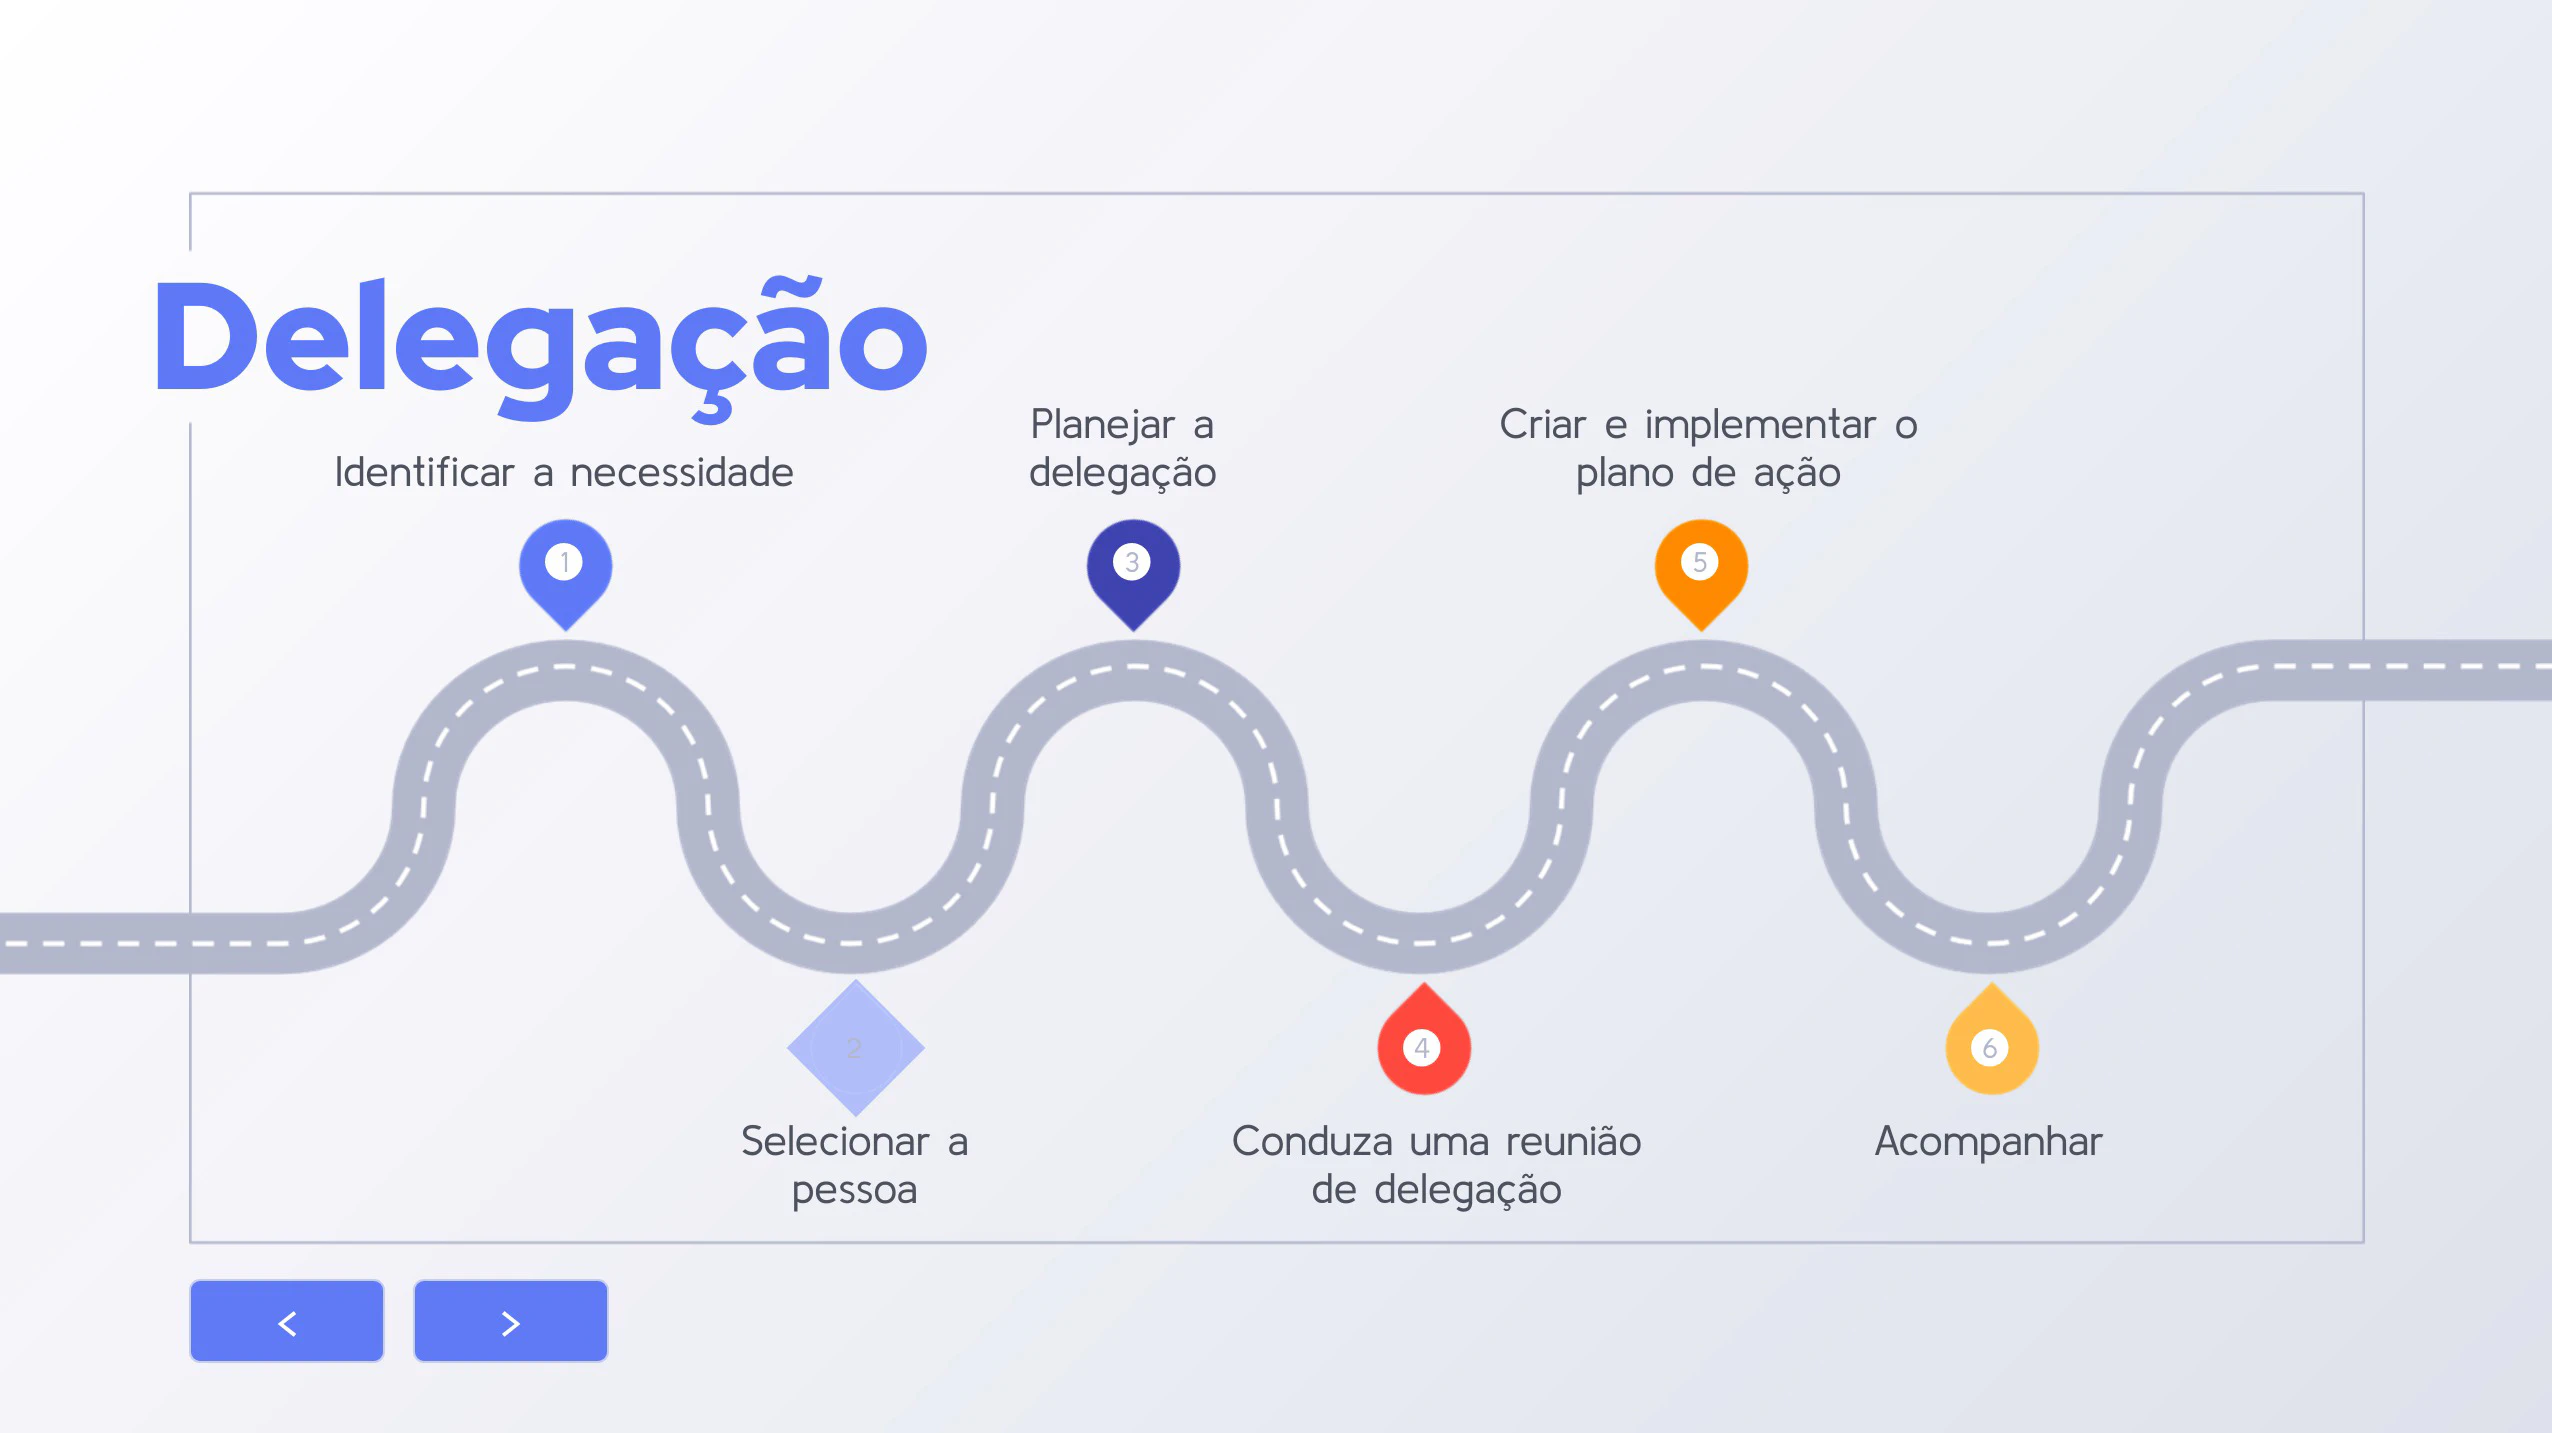 Delegação
Identificar a necessidade
1
Selecionar a
pessoa
2
Planejar a
delegação
3
Conduza uma reunião
de delegação
4
Criar e implementar o
plano de ação
5
Acompanhar
6
<
>